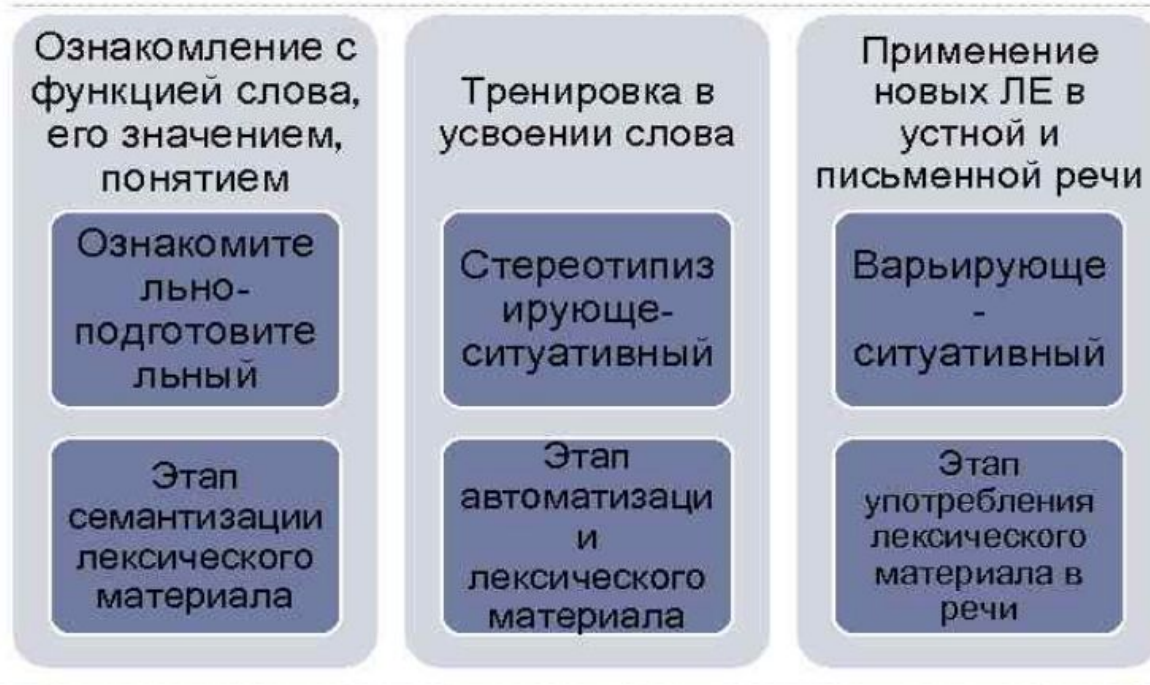 Ознакомление с
функцией слова,
его значением,
понятием
Ознакомите
льно-
подготовите
льный
Этап
семантизации
лексического
материала
Тренировка в
усвоении слова
Стереотипиз
ирующе-
ситуативный
Этап
автоматизаци
и
лексического
материала
Применение
новых ЛЕ в
устной и
письменной речи
Варьирующе
-
ситуативный
Этап
употребления
лексического
материала в
речи